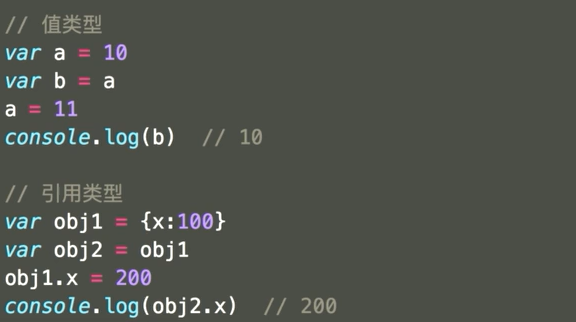 // 值类型
var a = 10
var b = a
a = 11
console.log(b)  // 10
// 引用类型
var obj1 = {x:100}
var obj2 = obj1
obj1.x = 200
console.log(obj2.x)  // 200